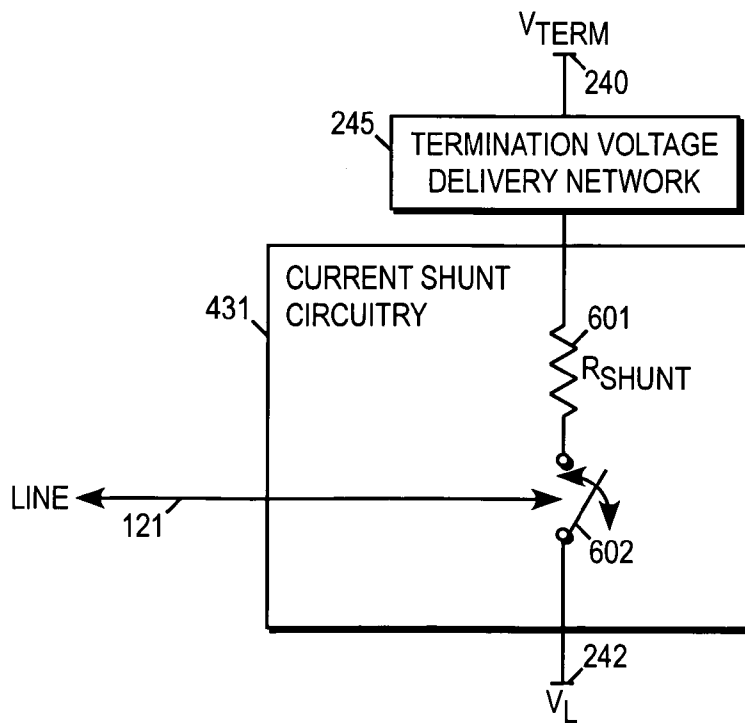 VTERM
240
245
TERMINATION VOLTAGE
DELIVERY NETWORK
CURRENT SHUNT
CIRCUITRY
431
601
RSHUNT
LINE
121
602
242
VL